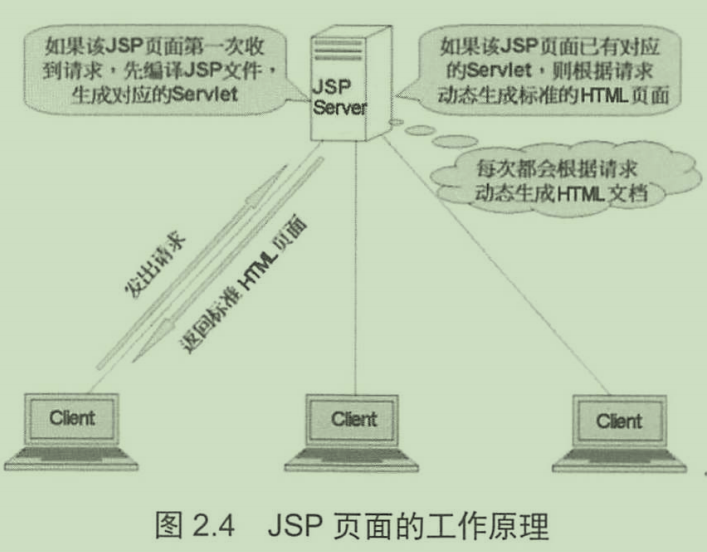 如果该JSP页面第一次收
到请求，先编译JSP文件，
生成对应的Servlet
JSP
Server
如果该JSP页面已有对应
的Servlet，则根据请求
动态生成标准的HTML页面
每次都会根据请求
动态生成HTML文档
发出请求
返回标准 HTML 页面
Client
Client
Client
图 2.4 JSP 页面的工作原理